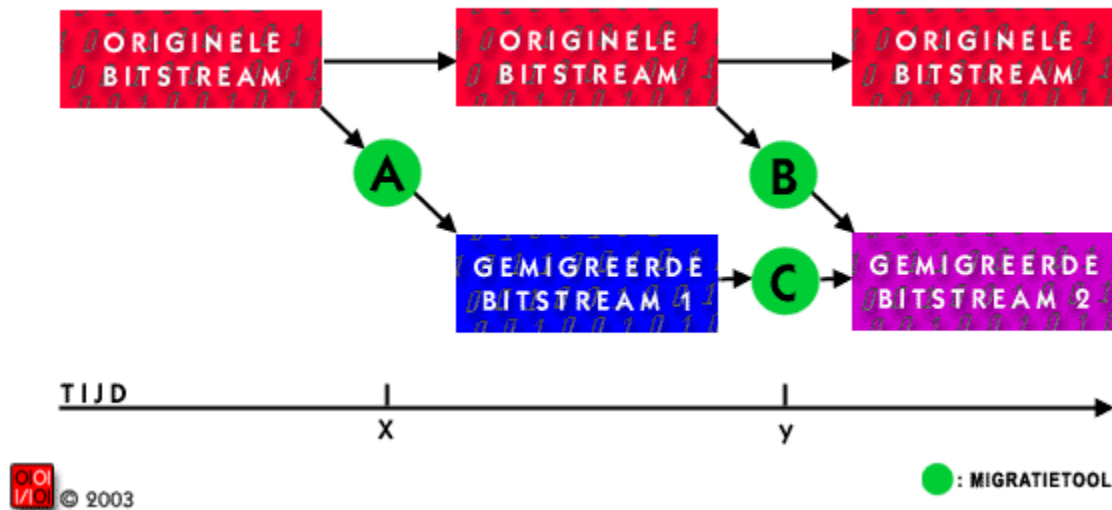 ORIGINELE
BITSTREAM
ORIGINELE
BITSTREAM
ORIGINELE
BITSTREAM
A
B
GEMIGREERDE
BITSTREAM 1
C
GEMIGREERDE
BITSTREAM 2
TIJD
x
y
© 2003
: MIGRATIETOOL